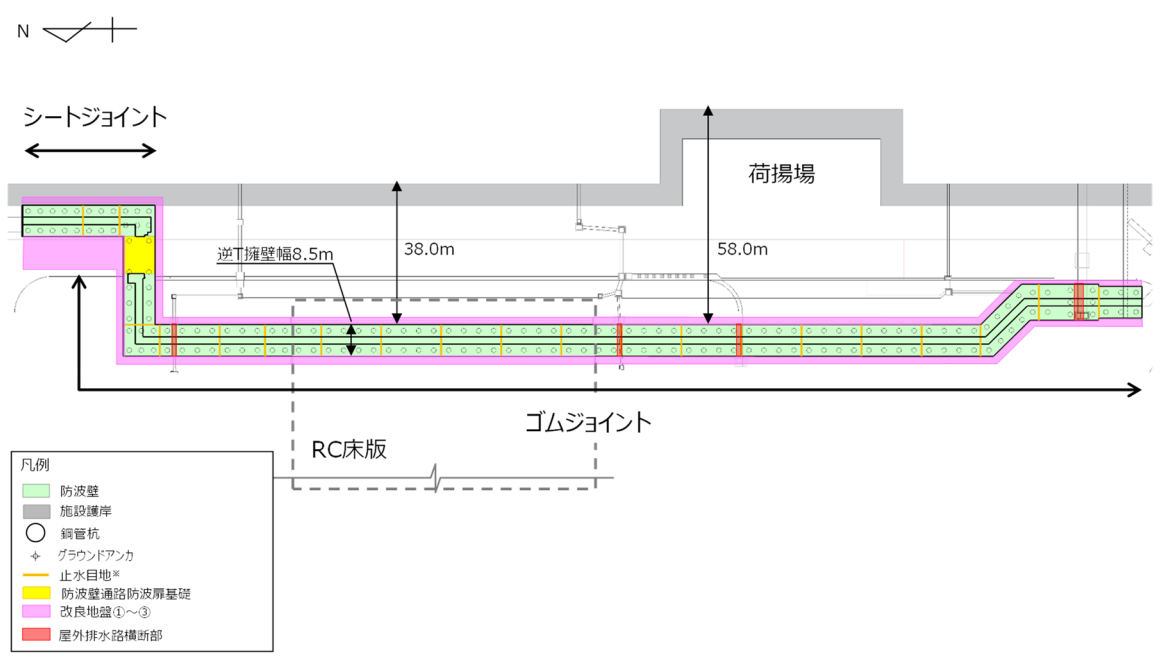 N
シートジョイント
荷揚場
逆T擁壁幅8.5m
38.0m
58.0m
ゴムジョイント
RC床版
凡例
防波壁
施設護岸
鋼管杭
グラウンドアンカ
止水目地※
防波壁通路防波扉基礎
改良地盤①～③
屋外排水路横断部